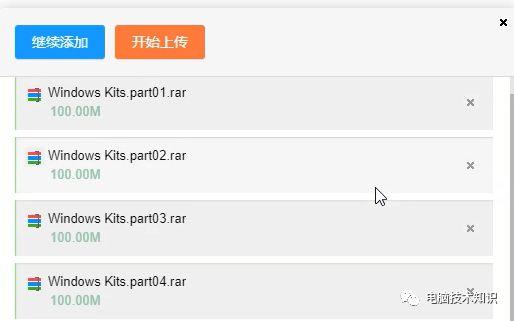 继续添加 开始上传
Windows Kits.part01.rar
100.00M
Windows Kits.part02.rar
100.00M
Windows Kits.part03.rar
100.00M
Windows Kits.part04.rar
100.00M
电脑技术知识